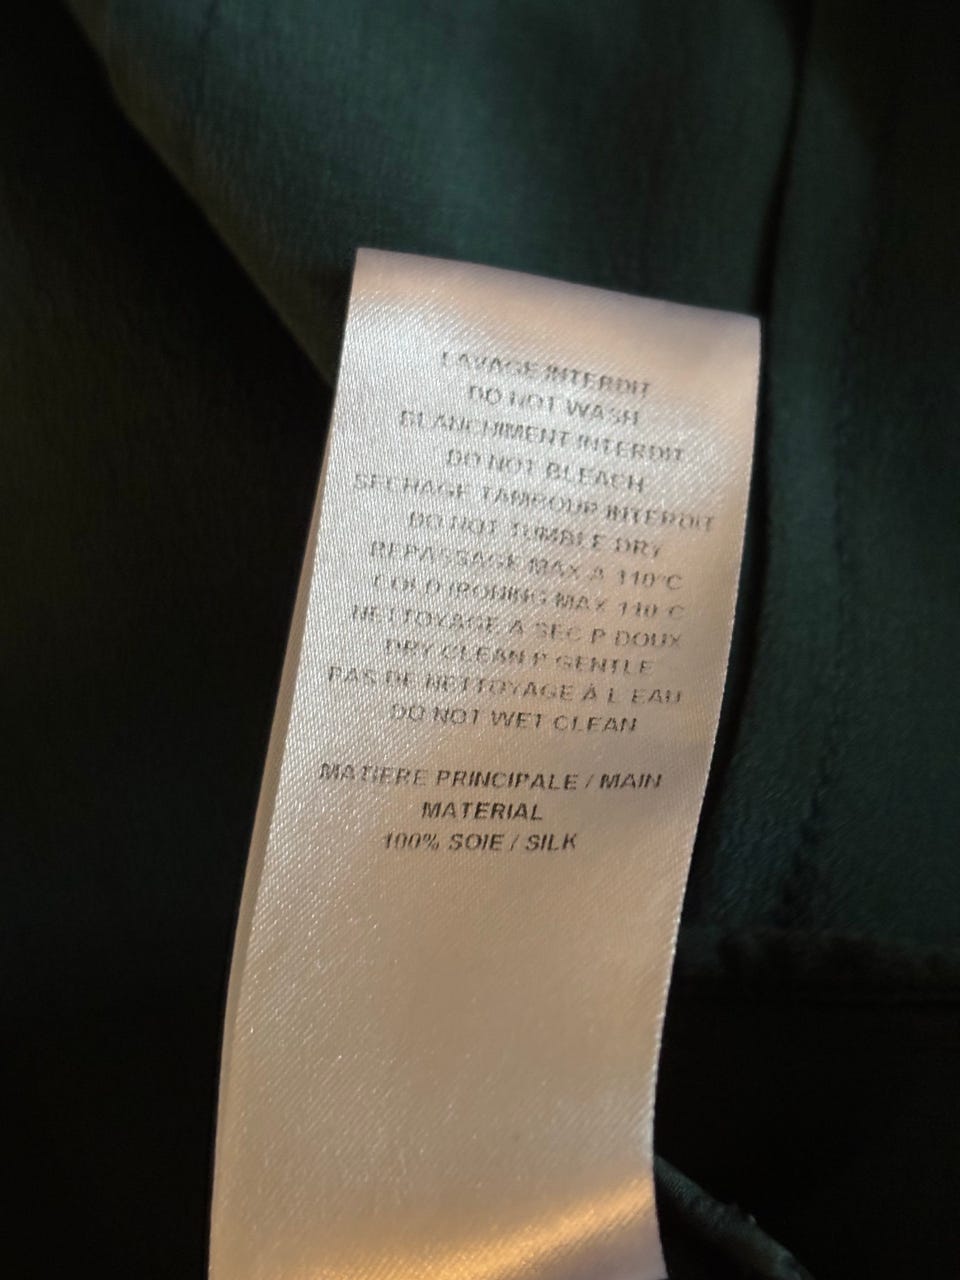 LAVAGE INTERDIT
DO NOT WASH
BLANCHIMENT INTERDIT
DO NOT BLEACH
SECHAGE TAMBOUR INTERDIT
DO NOT TUMBLE DRY
REPASSAGE MAX A 110°C
COLD IRONING MAX 110°C
NETTOYAGE A SEC P DOUX
DRY CLEAN P GENTLE
PAS DE NETTOYAGE À L EAU
DO NOT WET CLEAN
MATIERE PRINCIPALE / MAIN
MATERIAL
100% SOIE / SILK